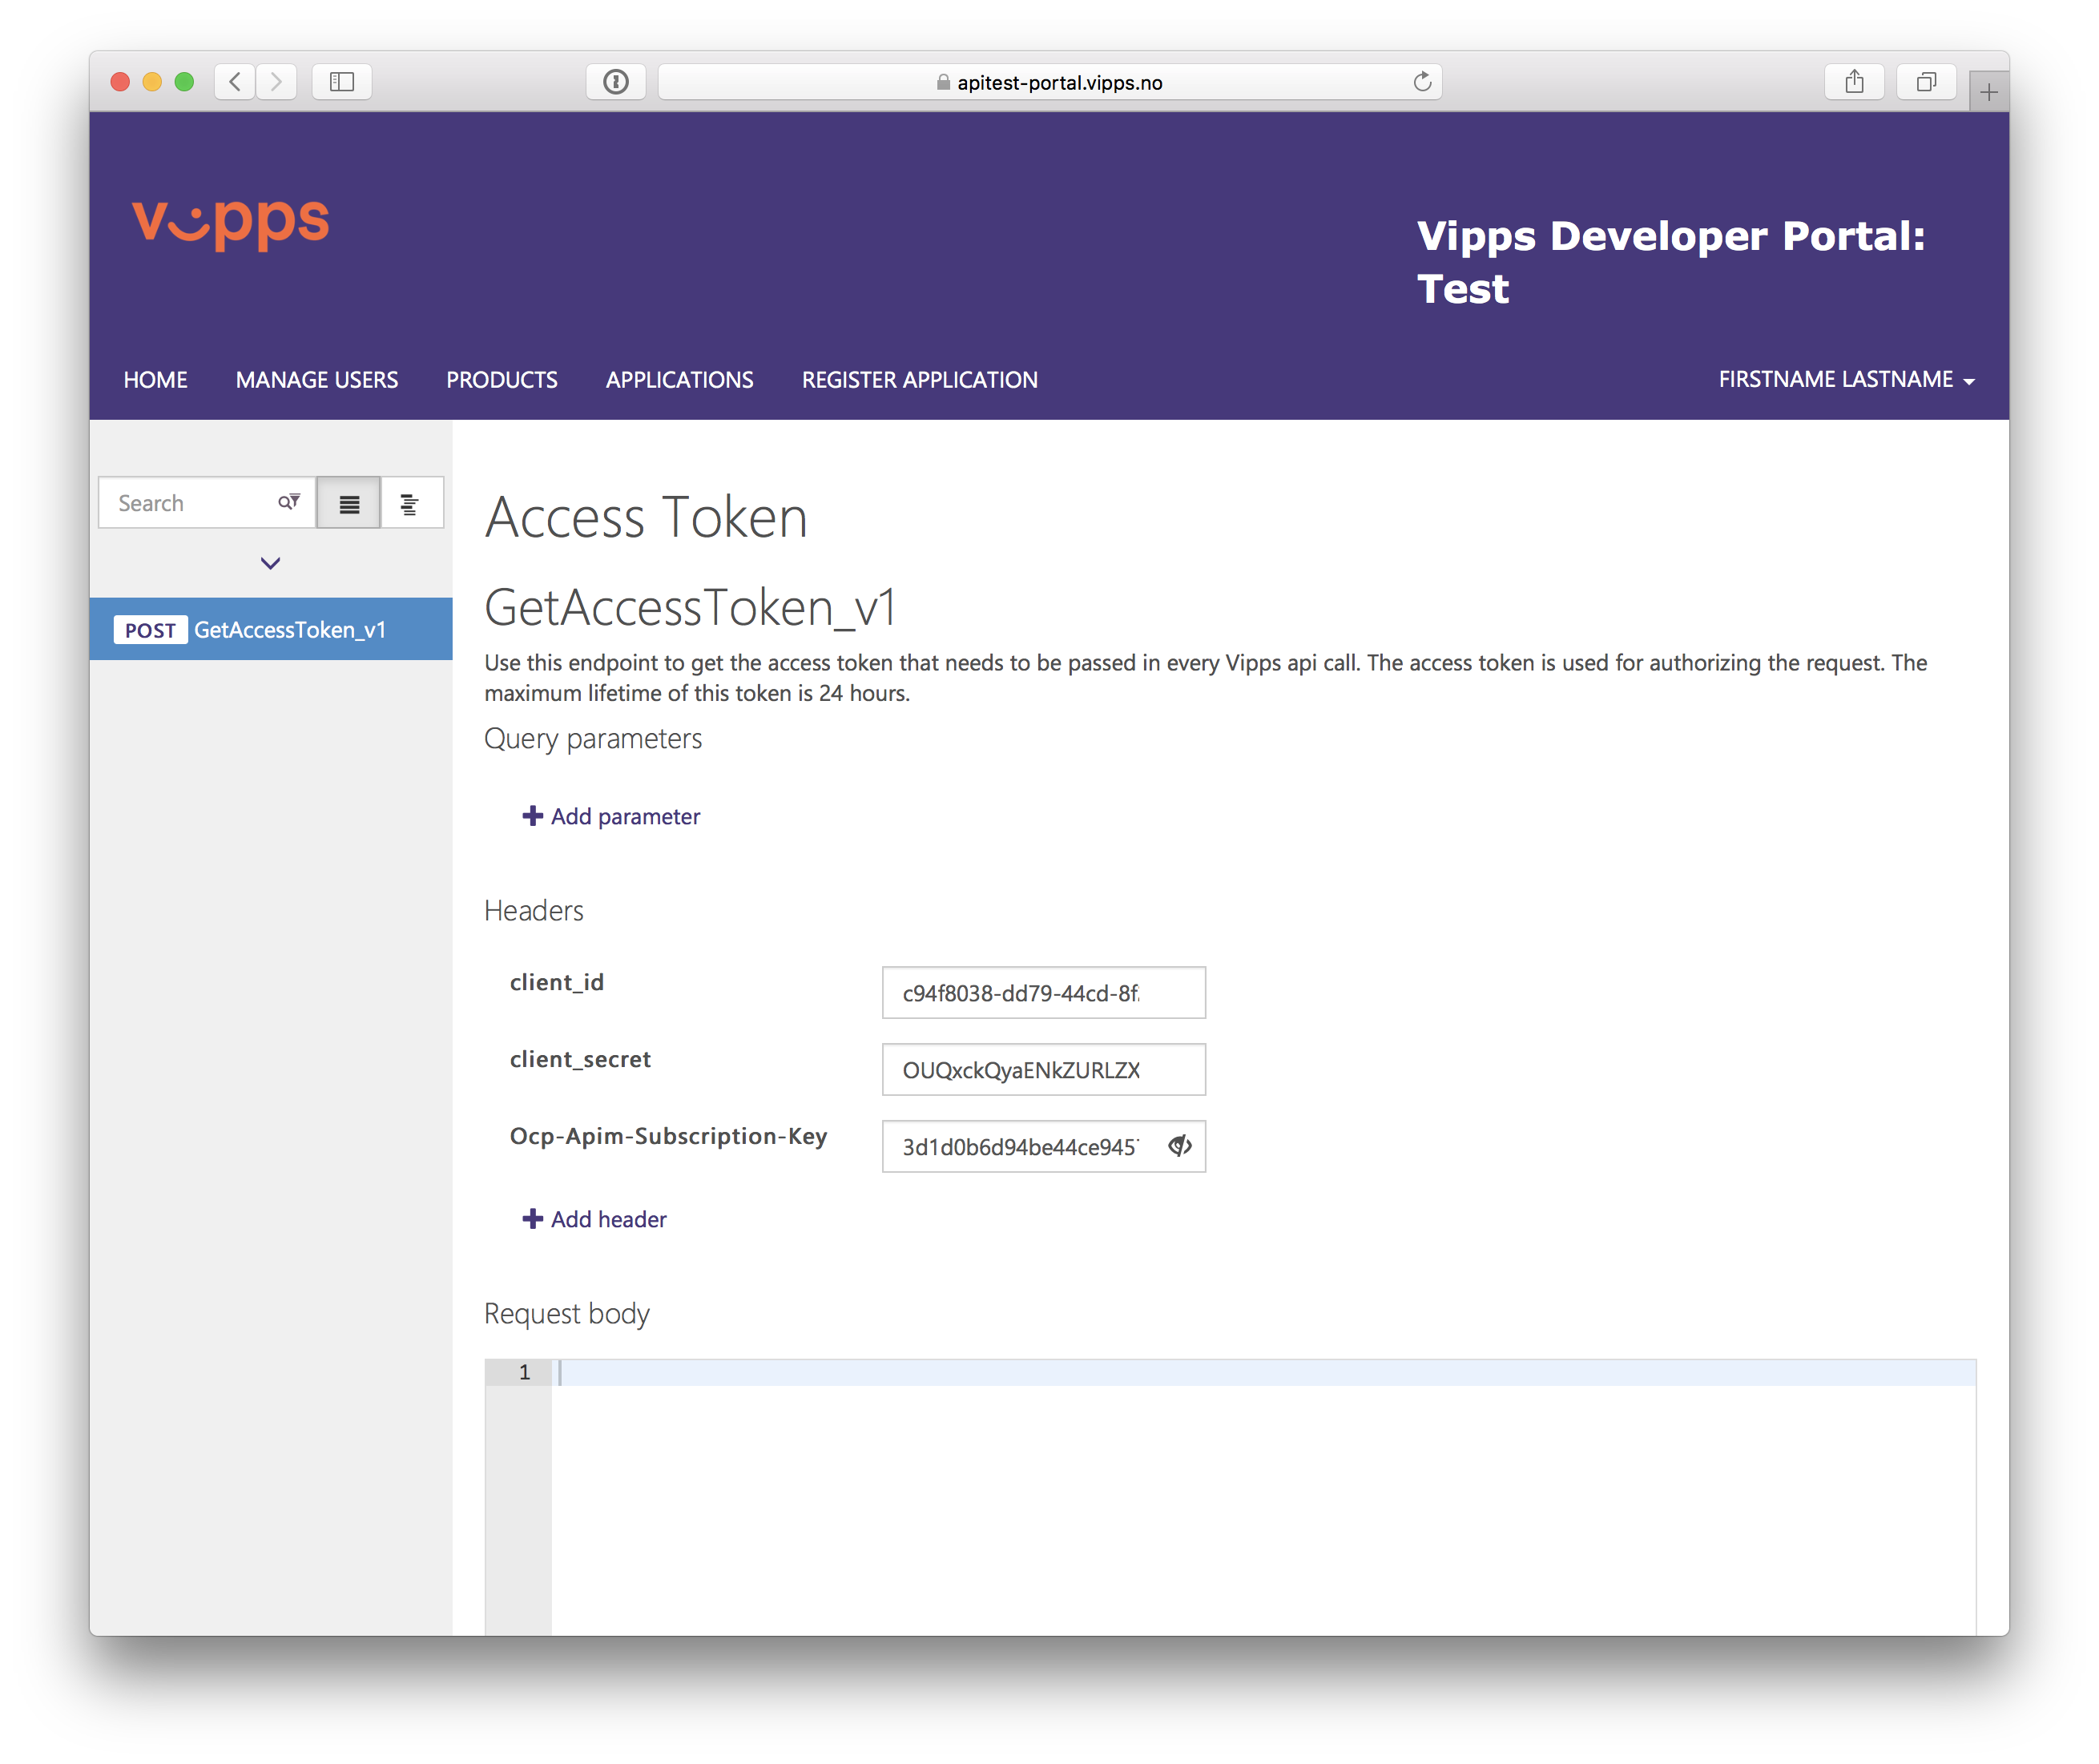 apitest-portal.vipps.no
vipps
Vipps Developer Portal:
Test
HOME MANAGE USERS PRODUCTS APPLICATIONS REGISTER APPLICATION FIRSTNAME LASTNAME
Search
POST GetAccessToken_v1
Access Token
GetAccessToken_v1
Use this endpoint to get the access token that needs to be passed in every Vipps api call. The access token is used for authorizing the request. The
maximum lifetime of this token is 24 hours.
Query parameters
Add parameter
Headers
client_id c94f8038-dd79-44cd-8f
client_secret OUQxckQyaENkZURLZX
Ocp-Apim-Subscription-Key 3d1d0b6d94be44ce945
Add header
Request body
1